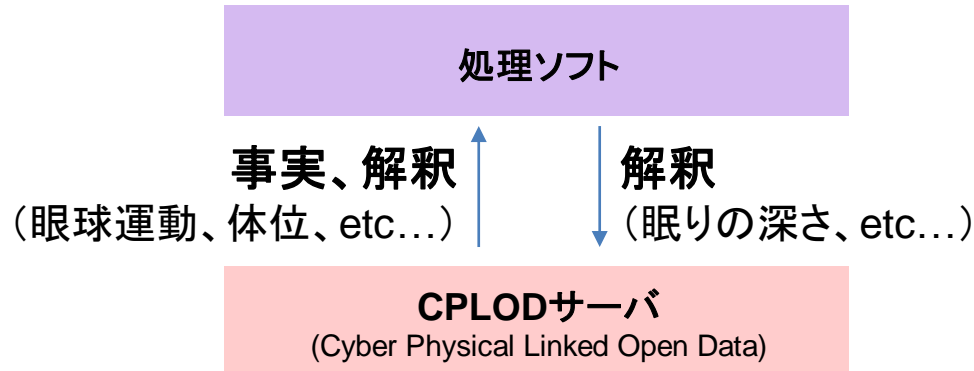 処理ソフト
事実、解釈
(眼球運動、体位、etc…)
解釈
(眠りの深さ、etc…)
CPLODサーバ
(Cyber Physical Linked Open Data)